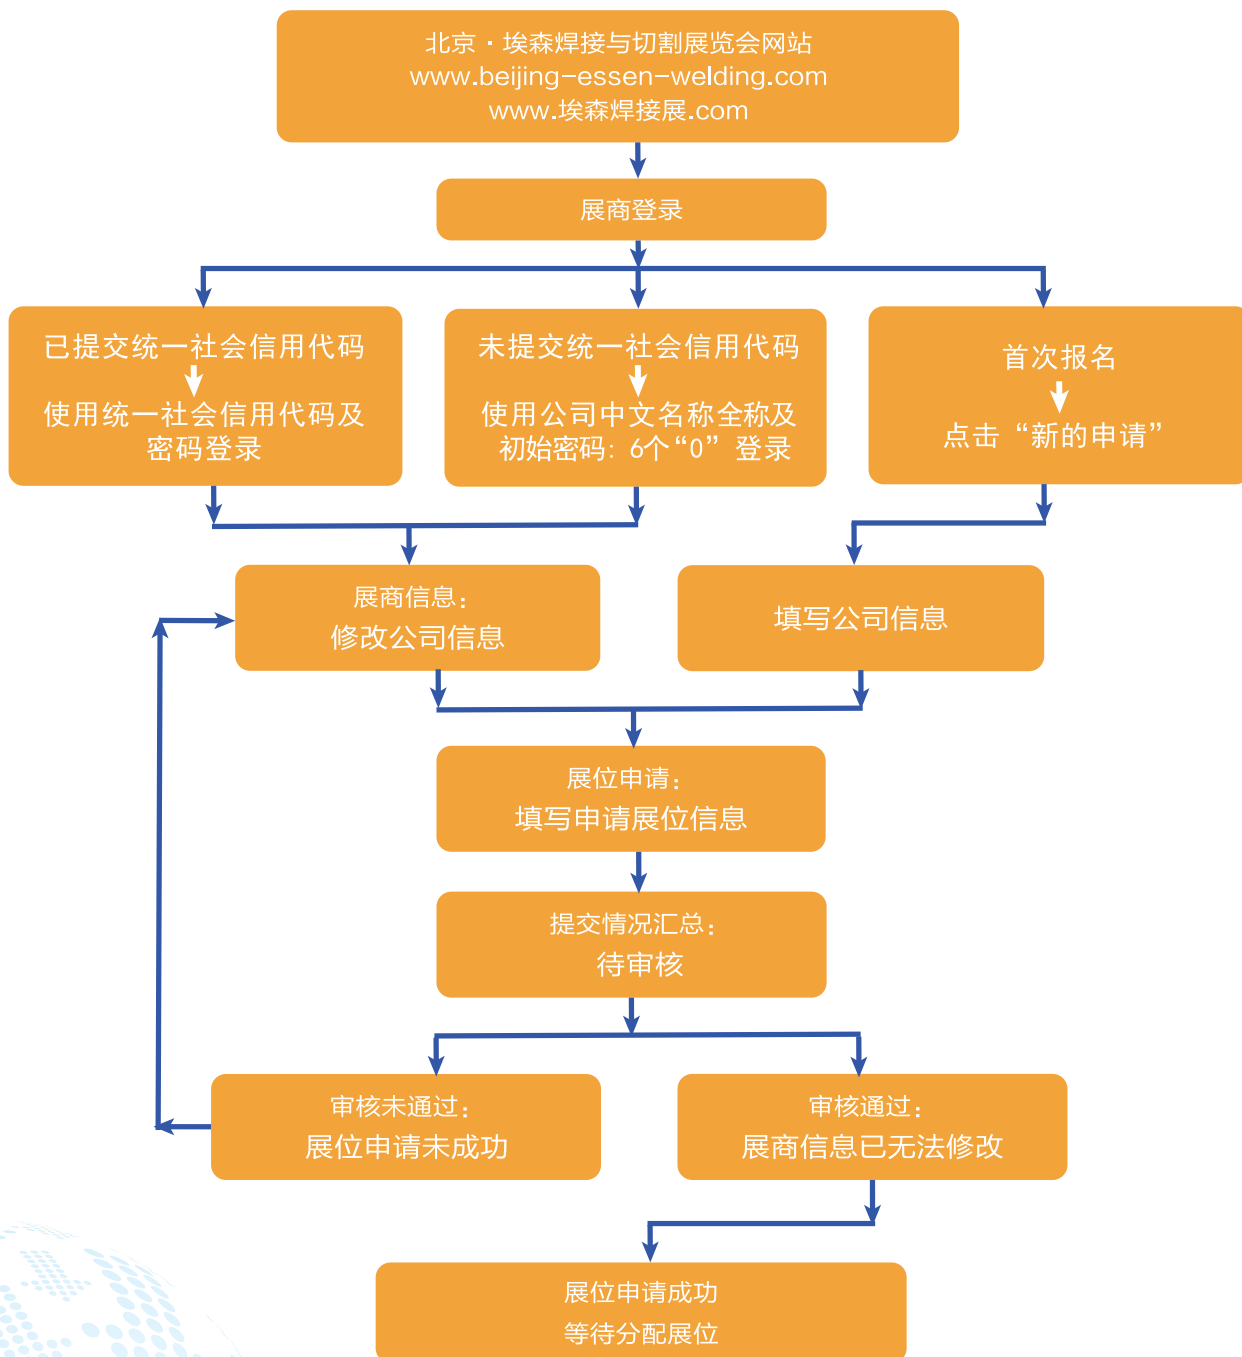 北京·埃森焊接与切割展览会网站
www.beijing-essen-welding.com
www.埃森焊接展.com
展商登录
已提交统一社会信用代码
使用统一社会信用代码及
密码登录
未提交统一社会信用代码
使用公司中文名称全称及
初始密码：6个“0”登录
首次报名
点击“新的申请”
展商信息：
修改公司信息
填写公司信息
展位申请：
填写申请展位信息
提交情况汇总：
待审核
审核未通过：
展位申请未成功
审核通过：
展商信息已无法修改
展位申请成功
等待分配展位